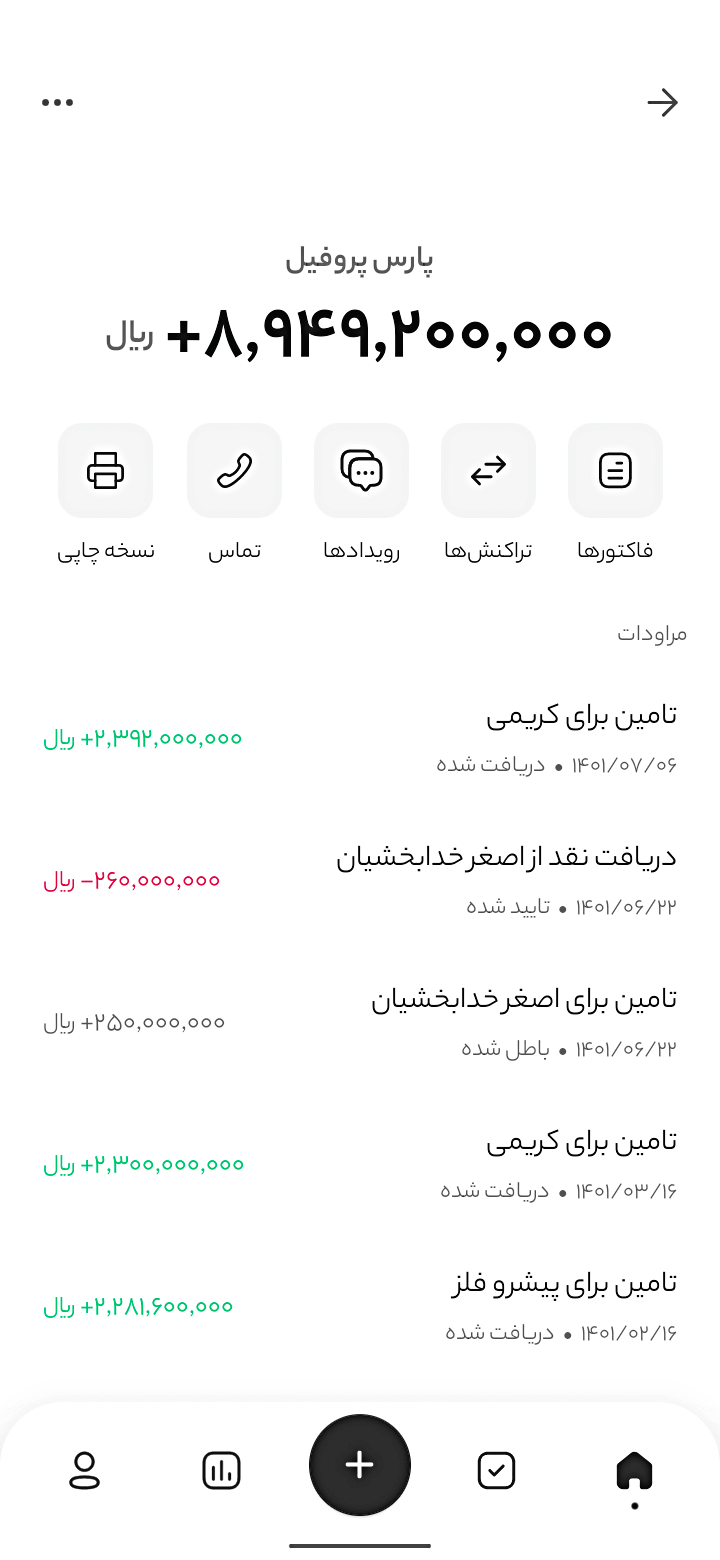 پارس پروفیل
+۸,۹۴۹,۲۰۰,۰۰۰ ریال
فاکتورها
تراکنش‌ها
رویدادها
تماس
نسخه چاپی
مراودات
تامین برای کریمی
+۲,۳۹۲,۰۰۰,۰۰۰ ریال
۱۴۰۱/۰۷/۰۶ • دریافت شده
دریافت نقد از اصغر خدابخشیان
−۲۶۰,۰۰۰,۰۰۰ ریال
۱۴۰۱/۰۶/۲۲ • تایید شده
تامین برای اصغر خدابخشیان
+۲۵۰,۰۰۰,۰۰۰ ریال
۱۴۰۱/۰۶/۲۲ • باطل شده
تامین برای کریمی
+۲,۳۰۰,۰۰۰,۰۰۰ ریال
۱۴۰۱/۰۳/۱۶ • دریافت شده
تامین برای پیشرو فلز
+۲,۲۸۱,۶۰۰,۰۰۰ ریال
۱۴۰۱/۰۲/۱۶ • دریافت شده